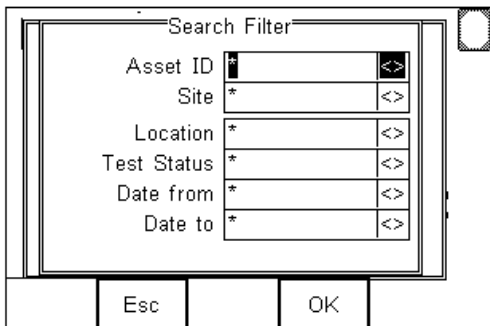 Search Filter
Asset ID * <>
Site * <>
Location * <>
Test Status * <>
Date from * <>
Date to * <>
Esc OK